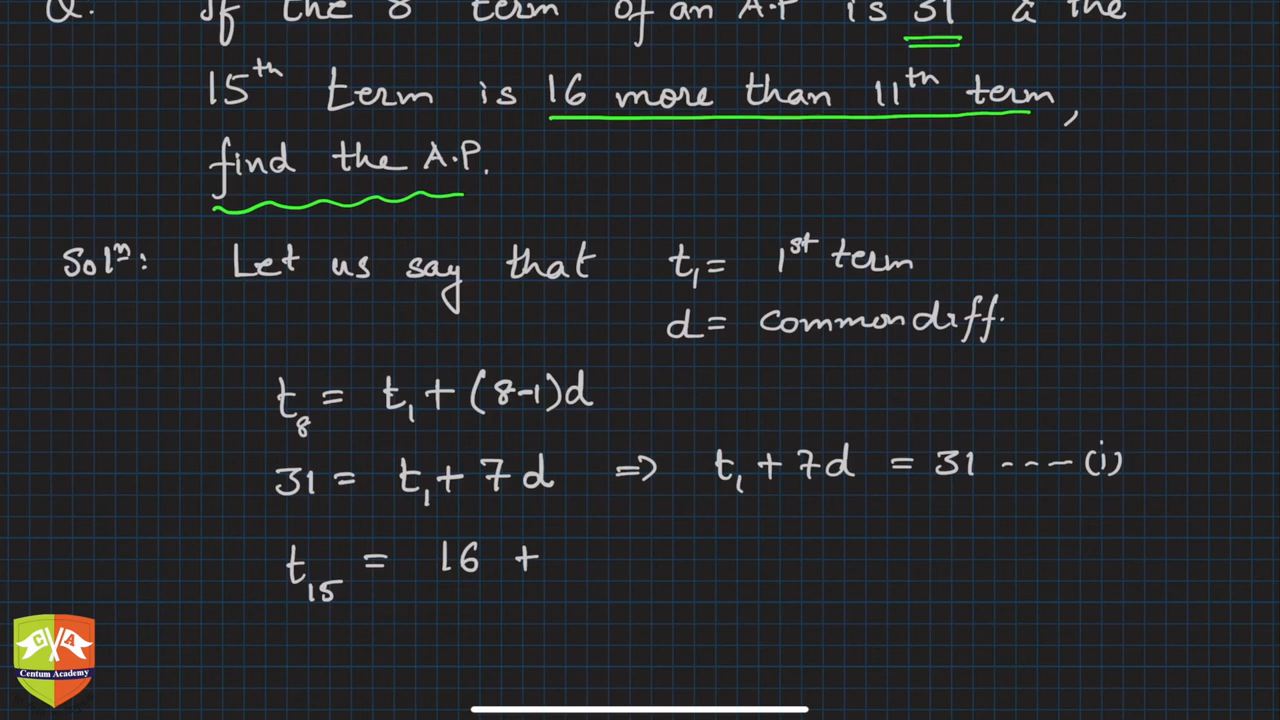 Q. If the 8 term of an A.P is 31 & the
15th term is 16 more than 11th term,
find the A.P.
Solⁿ: Let us say that t₁ = 1st term
d = common diff.
t₈ = t₁ + (8-1)d
31 = t₁ + 7d ⇒ t₁ + 7d = 31 ---- (i)
t₁₅ = 16 +
C A
Centum Academy